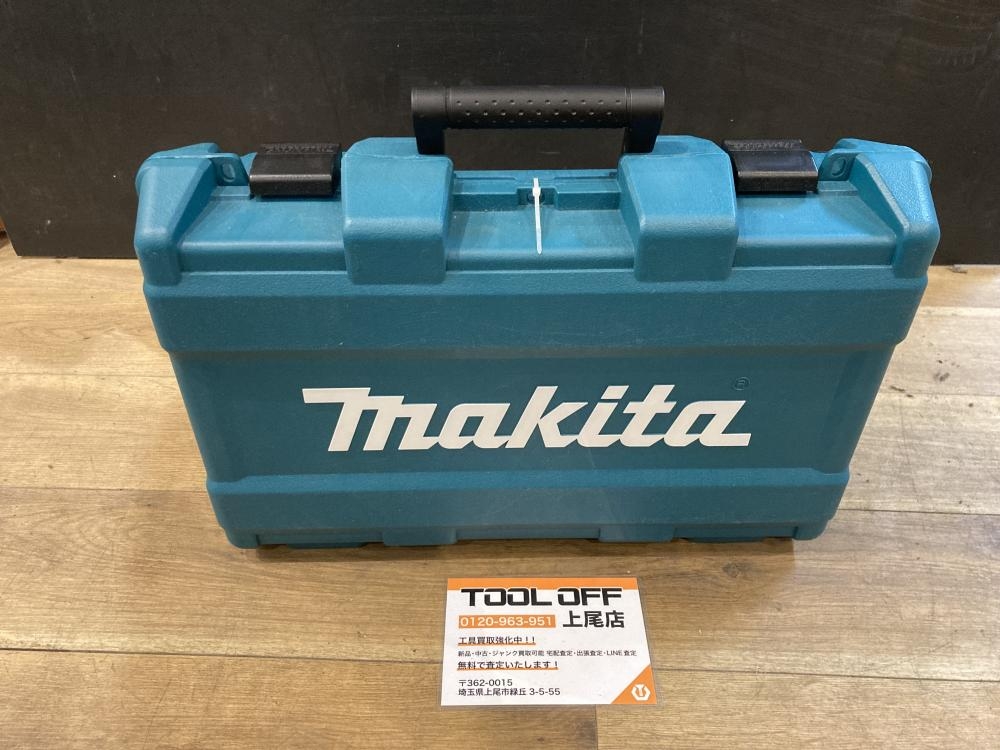 makita
®
TOOL OFF
0120-963-951 上尾店
工具買取強化中！！
新品・中古・ジャンク買取可能 宅配査定・出張査定・LINE査定
無料で査定いたします！
〒362-0015
埼玉県上尾市緑丘 3-5-55